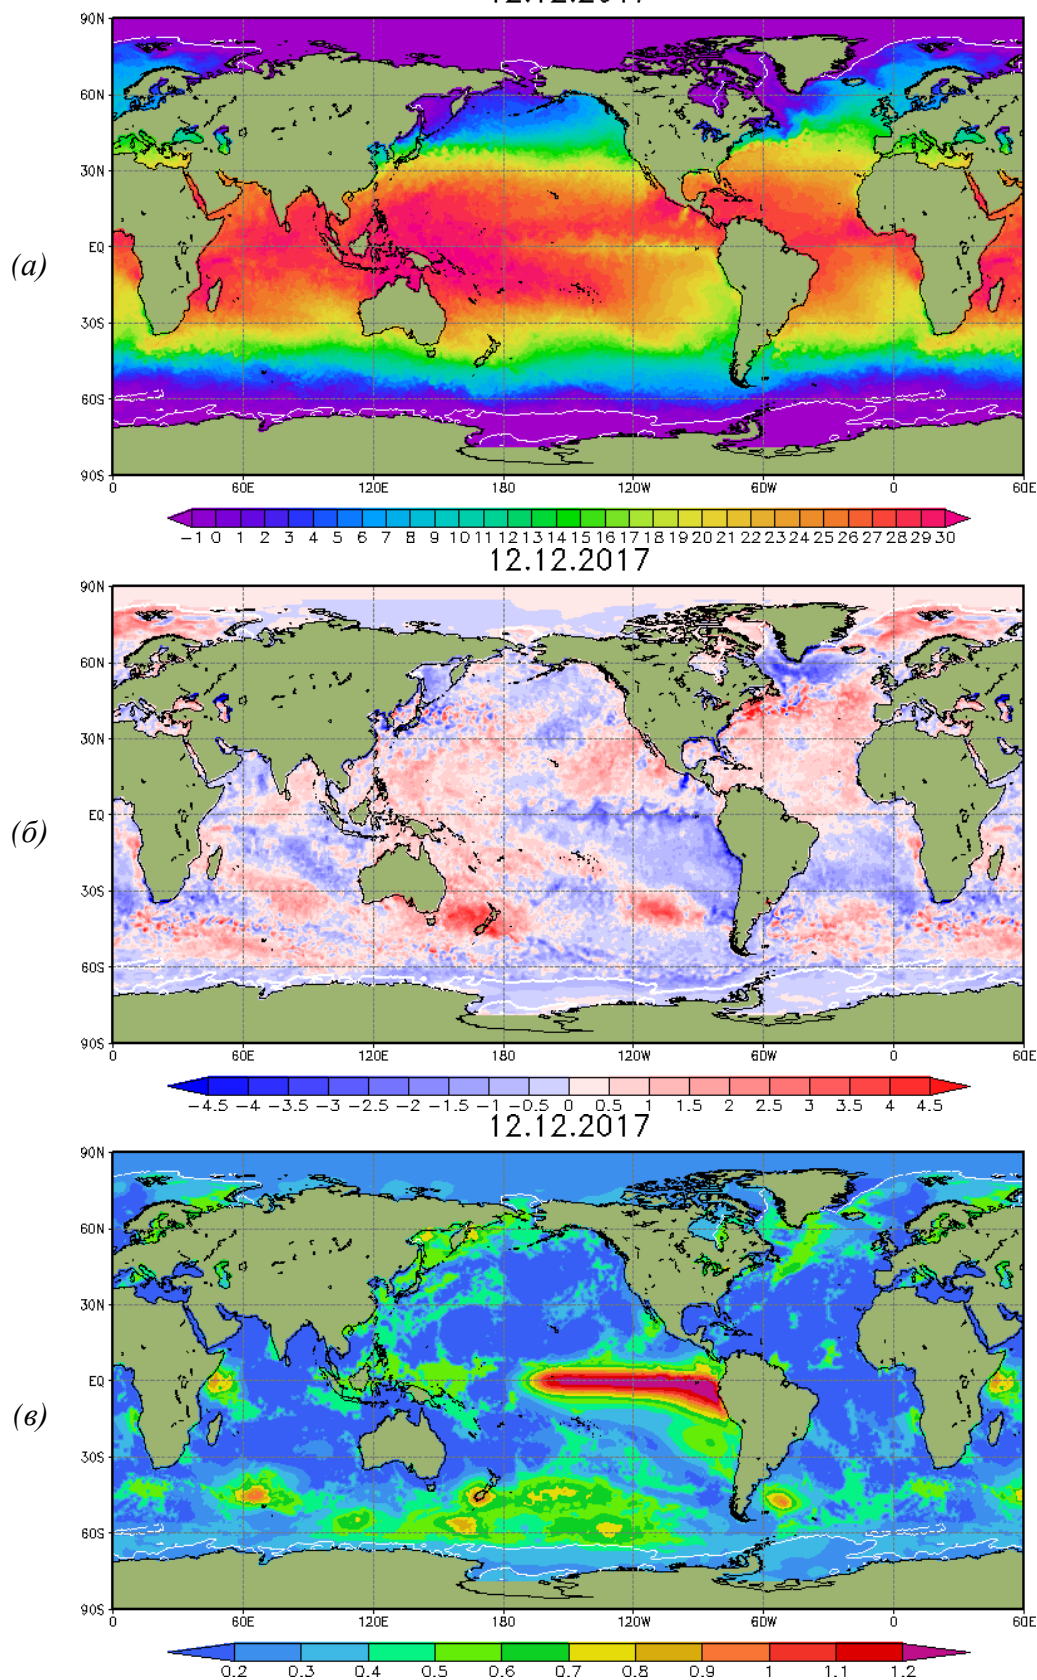 12.12.2017
90N
60N
30N
(а)
EQ
30S
60S
90S
0 60E 120E 180 120W 60W 0 60E
−1 0 1 2 3 4 5 6 7 8 9 10 11 12 13 14 15 16 17 18 19 20 21 22 23 24 25 26 27 28 29 30
12.12.2017
90N
60N
30N
(б)
EQ
30S
60S
90S
0 60E 120E 180 120W 60W 0 60E
−4.5 −4 −3.5 −3 −2.5 −2 −1.5 −1 −0.5 0 0.5 1 1.5 2 2.5 3 3.5 4 4.5
12.12.2017
90N
60N
30N
EQ
(в)
30S
60S
90S
0 60E 120E 180 120W 60W 0 60E
0.2 0.3 0.4 0.5 0.6 0.7 0.8 0.9 1 1.1 1.2